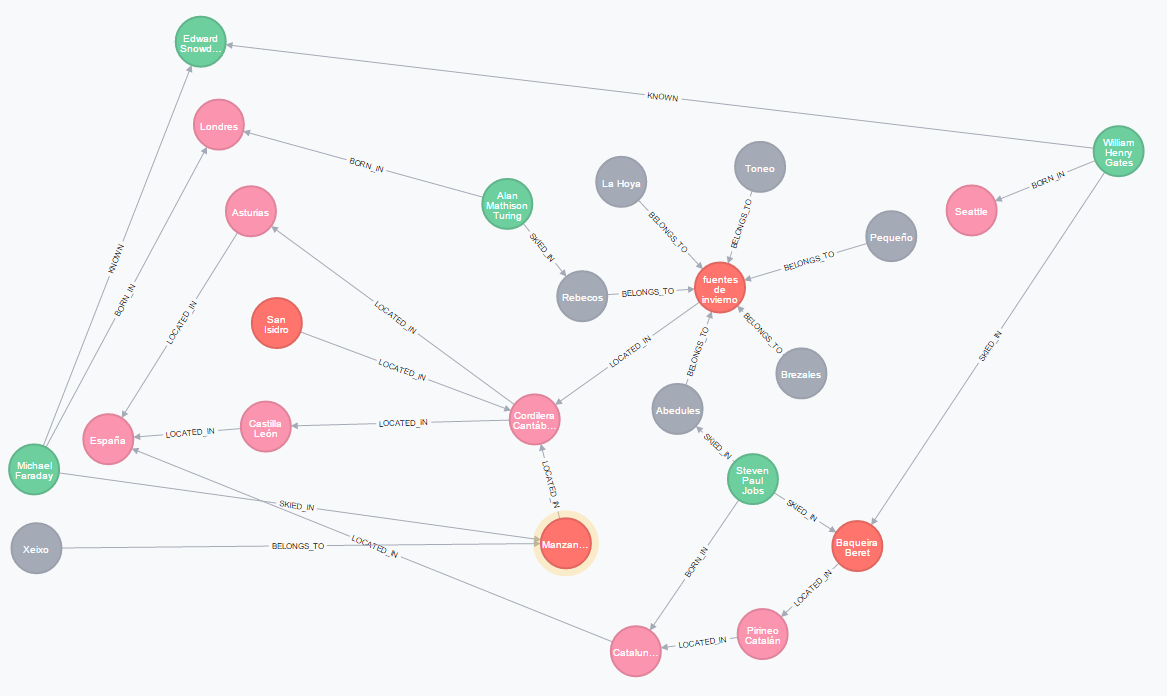 Edward
Snowd...
KNOWN
Londres
William
Henry
Gates
BORN_IN
La Hoya
Toneo
BORN_IN
Asturias
Alan
Mathison
Turing
Seattle
BELONGS_TO
BELONGS_TO
Pequeño
KNOWN
SKIED_IN
BELONGS_TO
BORN_IN
Rebecos
BELONGS_TO
fuentes
de
invierno
LOCATED_IN
San
Isidro
LOCATED_IN
BELONGS_TO
SKIED_IN
LOCATED_IN
BELONGS_TO
LOCATED_IN
Brezales
Abedules
Cordilera
Cantáb...
LOCATED_IN
Castilla
León
LOCATED_IN
España
SKIED_IN
Michael
Faraday
LOCATED_IN
Steven
Paul
Jobs
SKIED_IN
SKIED_IN
Xeixo
BELONGS_TO
LOCATED_IN
Manzan...
Baqueira
Beret
BORN_IN
LOCATED_IN
Pirineo
Catalán
LOCATED_IN
Catalun...